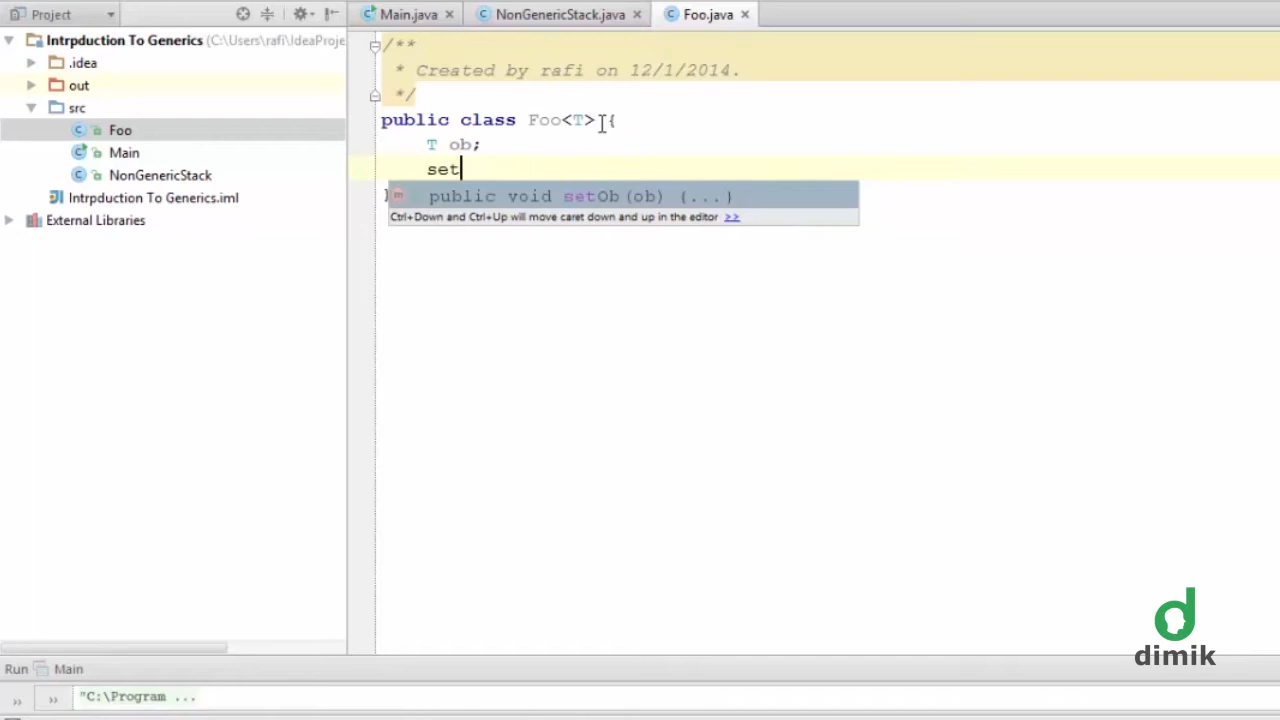 Project
Main.java
NonGenericStack.java
Foo.java
Intrpduction To Generics (C:\Users\rafi\IdeaProje
.idea
out
src
Foo
Main
NonGenericStack
Intrpduction To Generics.iml
External Libraries
/**
* Created by rafi on 12/1/2014.
*/
public class Foo<T> {
T ob;
set
}
m public void setOb(ob) {...}
Ctrl+Down and Ctrl+Up will move caret down and up in the editor >>
dimik
Run Main
"C:\Program ...